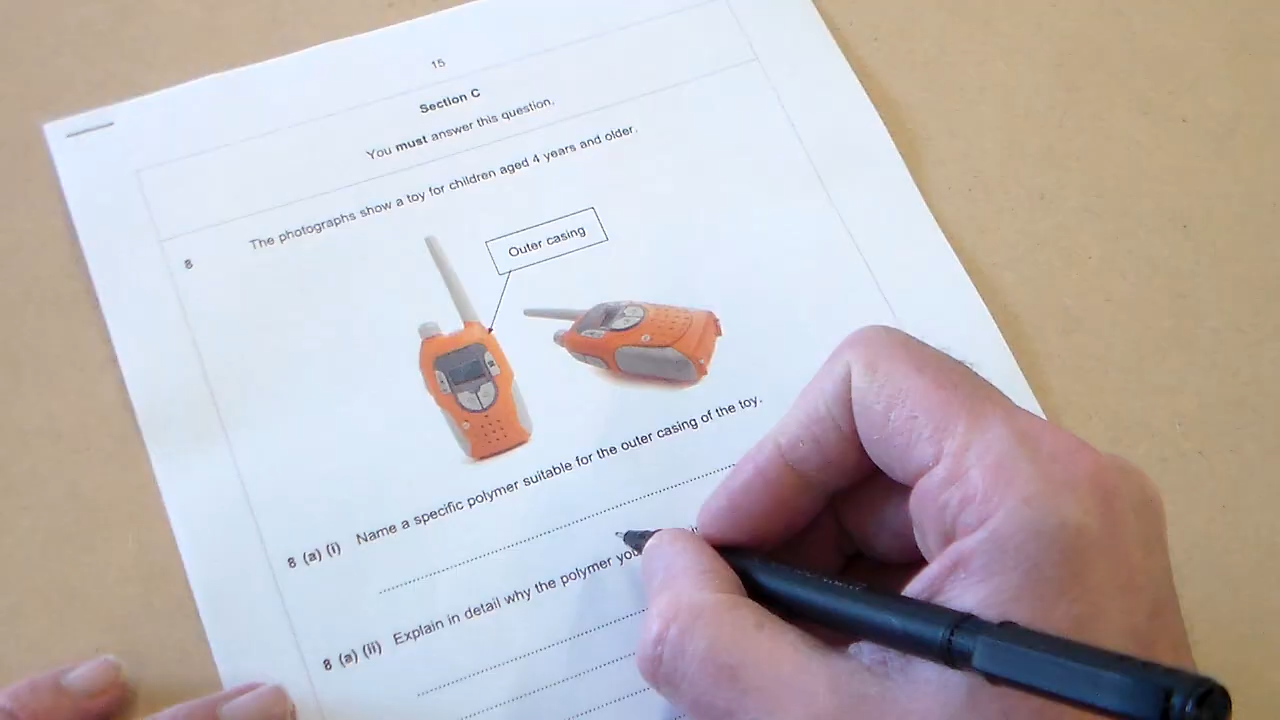 15
Section C
You must answer this question.
8 The photographs show a toy for children aged 4 years and older.
Outer casing
8 (a) (i) Name a specific polymer suitable for the outer casing of the toy.
8 (a) (ii) Explain in detail why the polymer